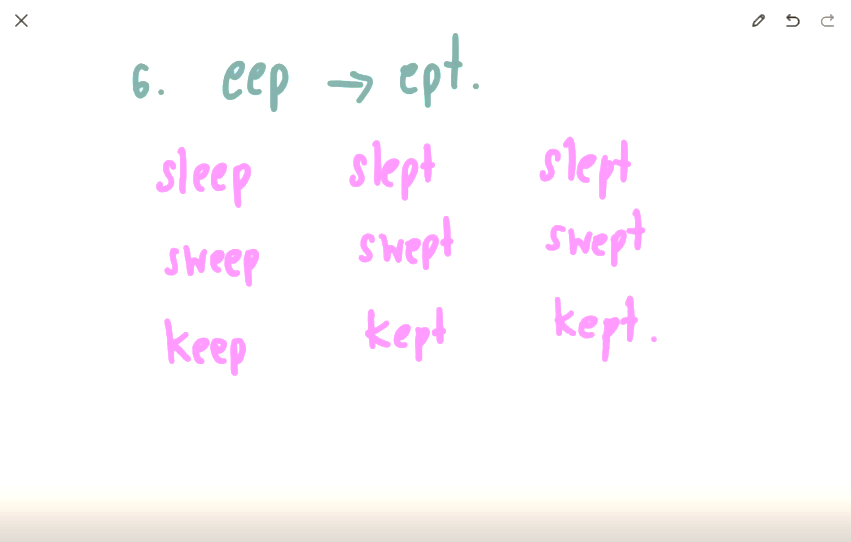 6. eep → ept.
sleep slept slept
sweep swept swept
keep kept kept.